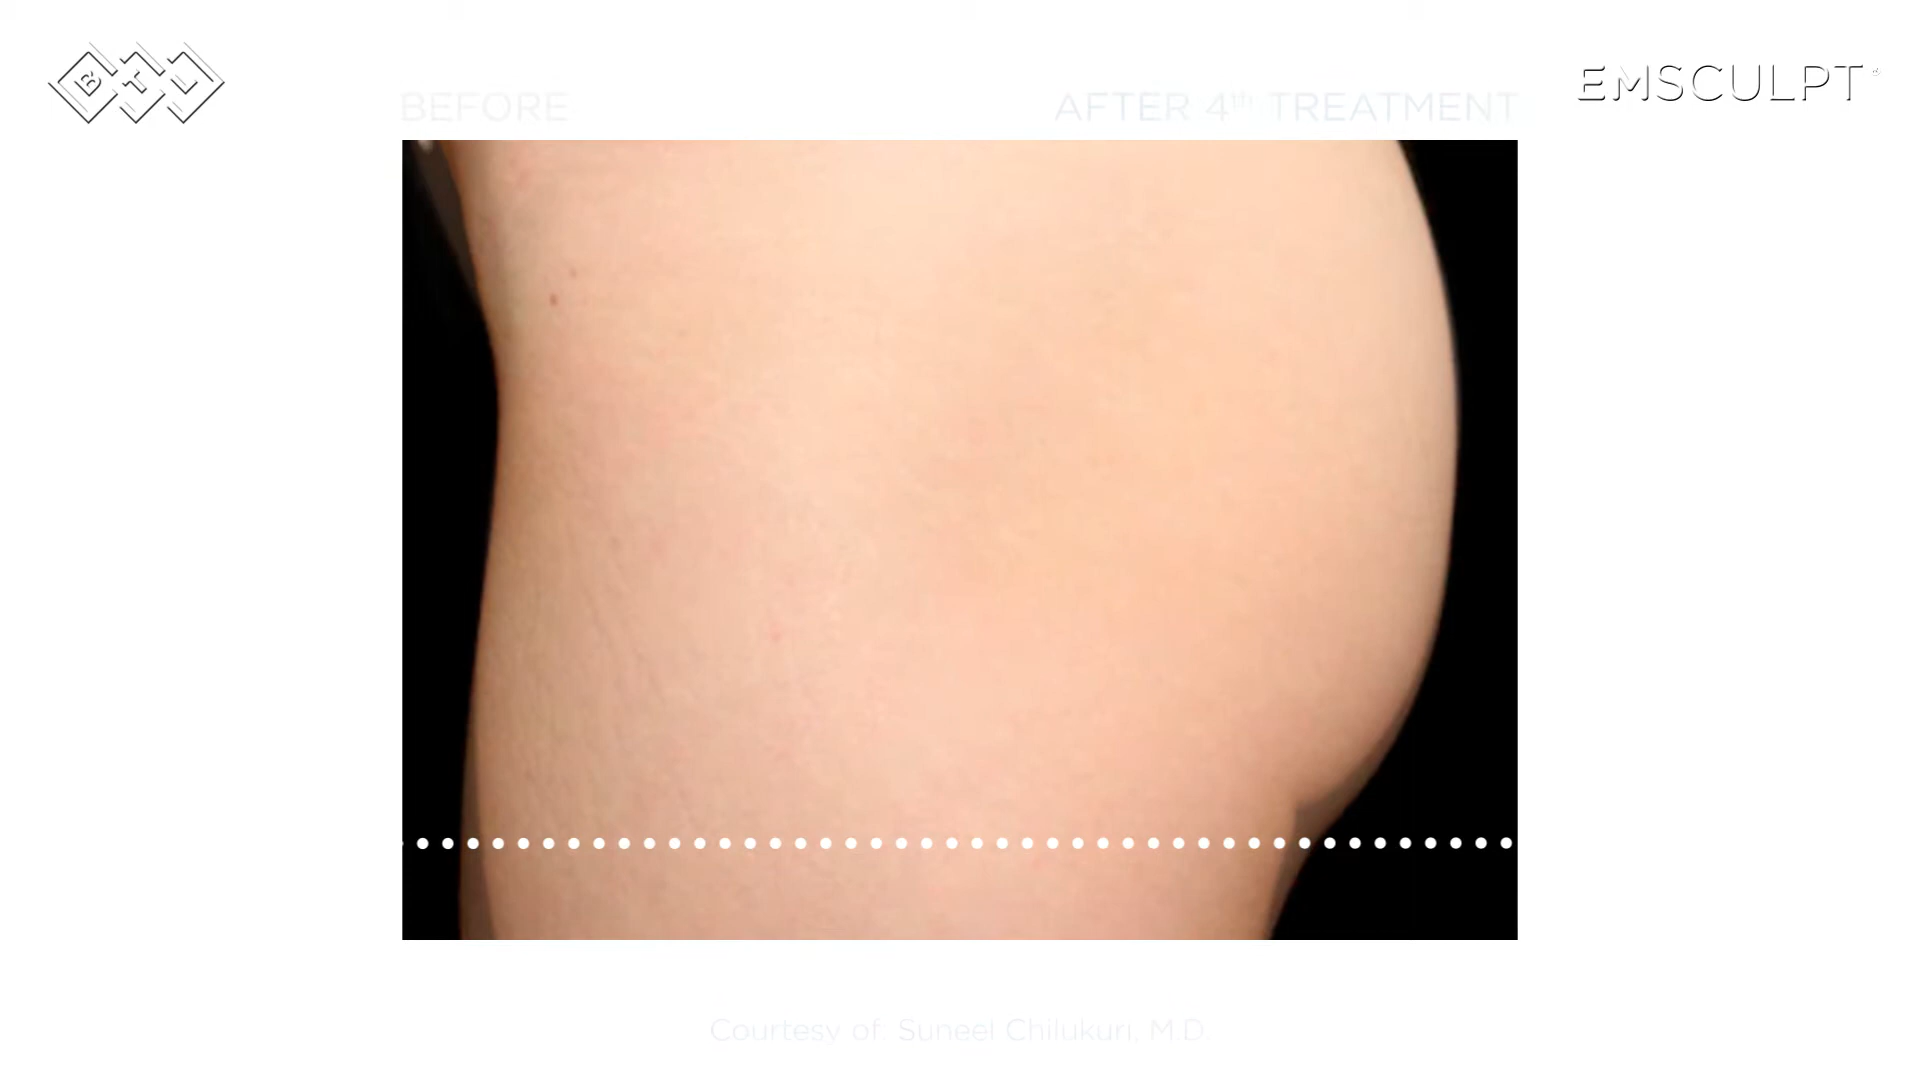 BTL
EMSCULPT®
BEFORE
AFTER 4th TREATMENT
Courtesy of: Suneel Chilukuri, M.D.